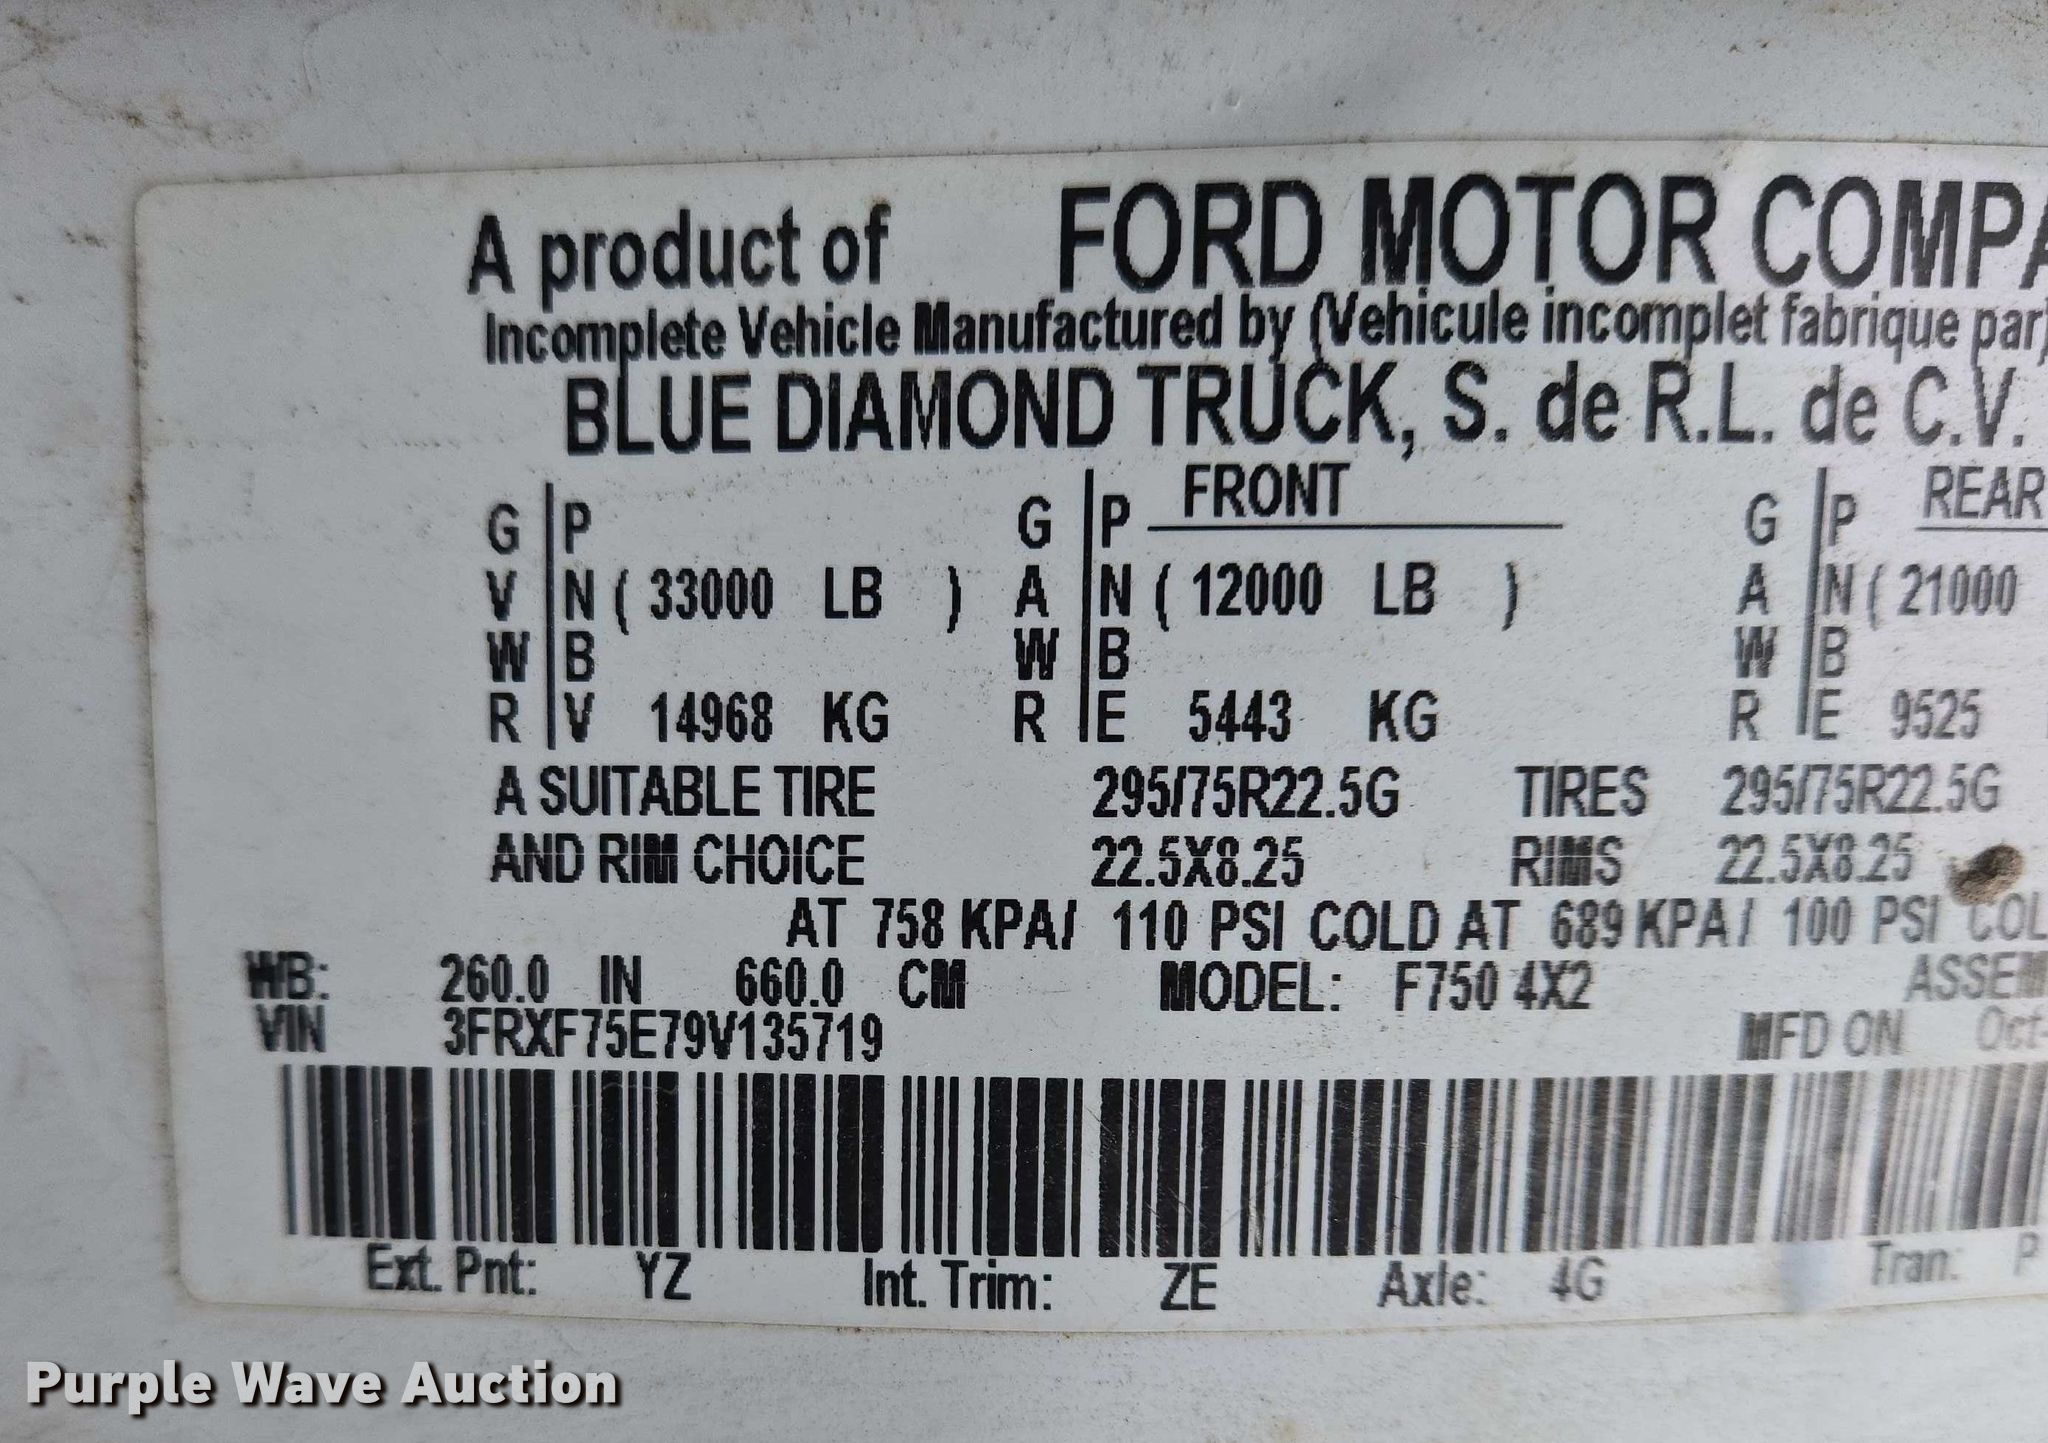 A product of FORD MOTOR COMPA
Incomplete Vehicle Manufactured by (Vehicule incomplet fabrique par)
BLUE DIAMOND TRUCK, S. de R.L. de C.V.
FRONT REAR
G P G P G P
V N ( 33000 LB ) A N ( 12000 LB ) A N ( 21000
W B W B W B
R V 14968 KG R E 5443 KG R E 9525
A SUITABLE TIRE 295/75R22.5G TIRES 295/75R22.5G
AND RIM CHOICE 22.5X8.25 RIMS 22.5X8.25
AT 758 KPA/ 110 PSI COLD AT 689 KPA/ 100 PSI COL
WB: 260.0 IN 660.0 CM MODEL: F750 4X2 ASSEM
VIN 3FRXF75E79V135719 MFD ON Oct-
Ext. Pnt: YZ Int. Trim: ZE Axle: 4G Tran: P
Purple Wave Auction